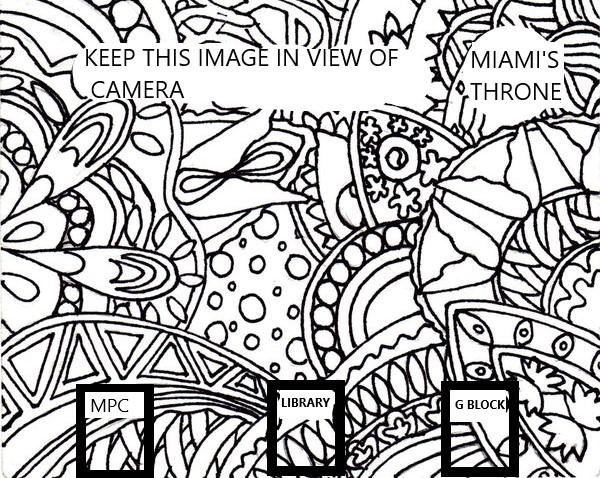 KEEP THIS IMAGE IN VIEW OF
CAMERA
MIAMI'S
THRONE
MPC
LIBRARY
G BLOCK